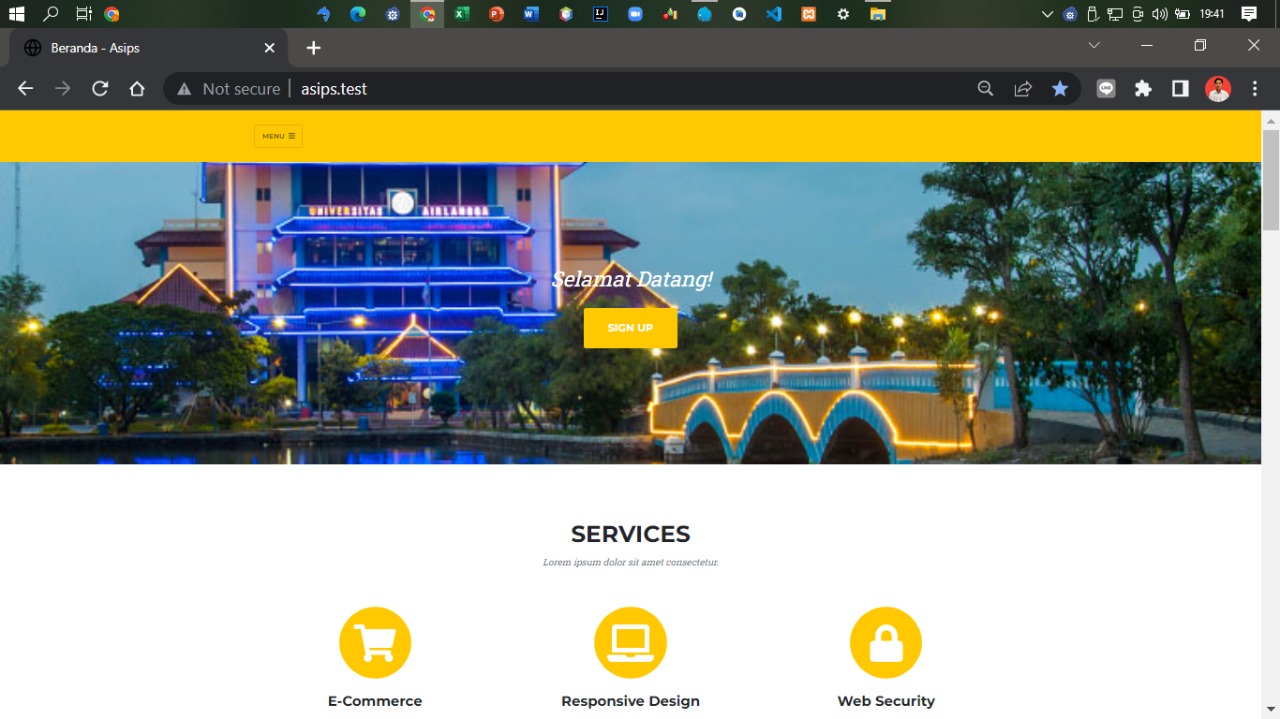 19:41
Beranda - Asips
Not secure
asips.test
MENU
UNIVERSITAS AIRLANGGA
Selamat Datang!
SIGN UP
SERVICES
Lorem ipsum dolor sit amet consectetur.
E-Commerce
Responsive Design
Web Security